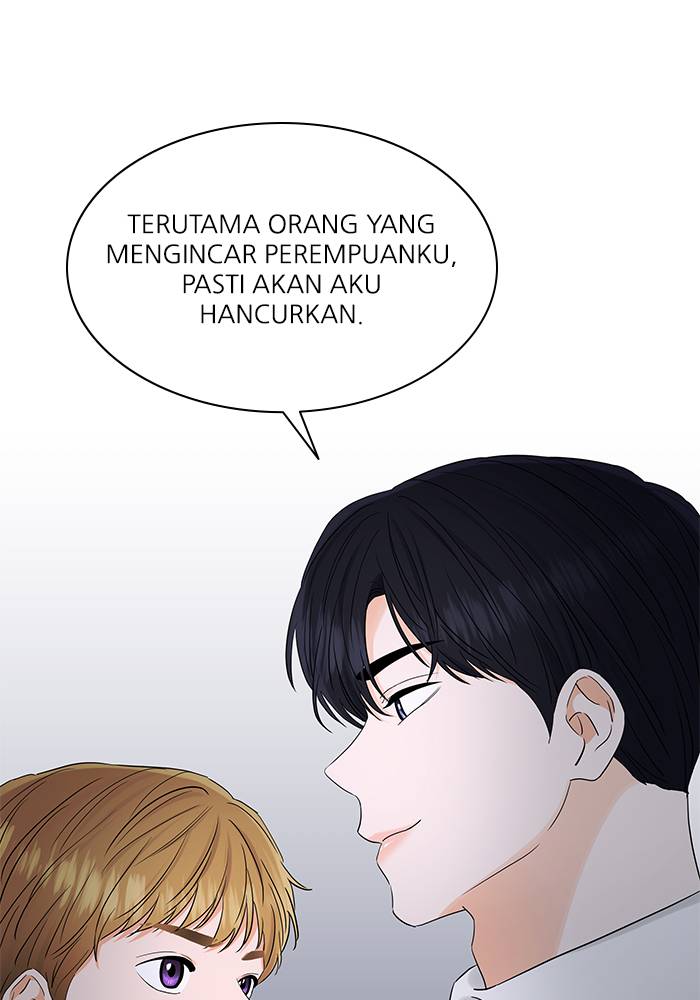 TERUTAMA ORANG YANG
MENGINCAR PEREMPUANKU,
PASTI AKAN AKU
HANCURKAN.